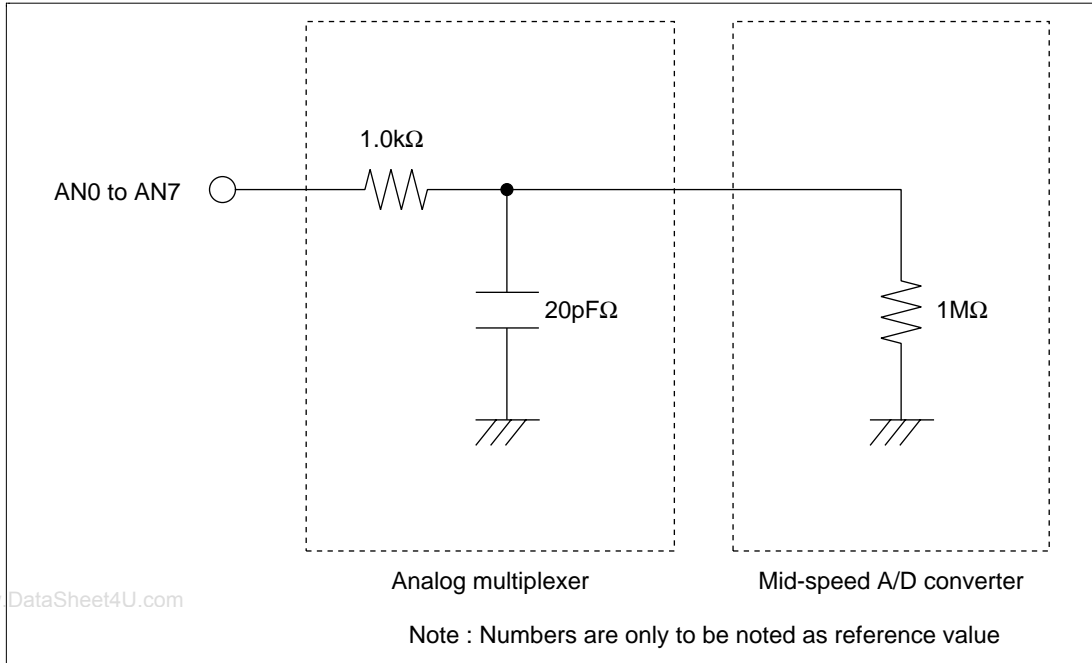 1.0kΩ
AN0 to AN7
20pFΩ
1MΩ
Analog multiplexer
Mid-speed A/D converter
.DataSheet4U.com
Note : Numbers are only to be noted as reference value